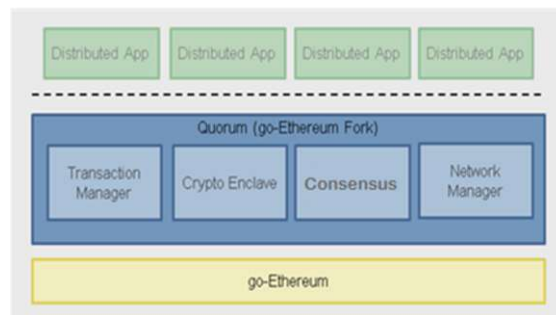 Distributed App Distributed App Distributed App Distributed App
Quorum (go-Ethereum Fork)
Transaction Manager
Crypto Enclave
Consensus
Network Manager
go-Ethereum